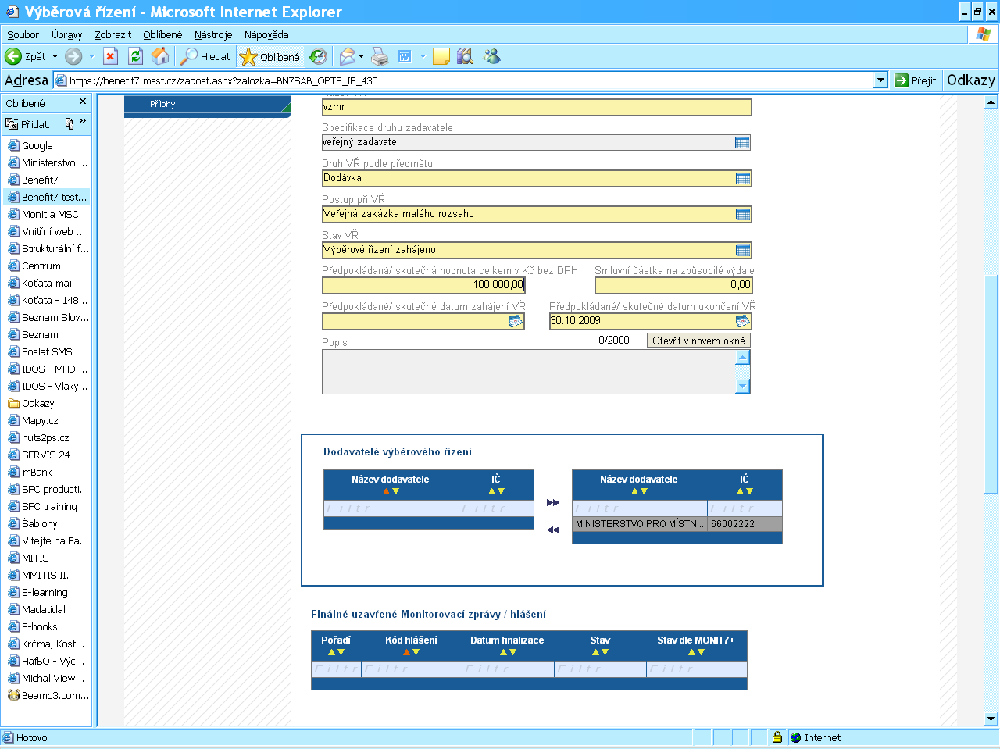 Výběrová řízení - Microsoft Internet Explorer
Soubor Úpravy Zobrazit Oblíbené Nástroje Nápověda
Zpět Hledat Oblíbené
Adresa https://benefit7.mssf.cz/zadost.aspx?zalozka=BN7SAB_OPTP_IP_430 Přejít Odkazy
Oblíbené
Přidat... »
Google
Ministerstvo ...
Benefit7
Benefit7 test...
Monit a MSC
Vnitřní web ...
Strukturální f...
Centrum
Koťata mail
Koťata - 148...
Seznam Slov...
Seznam
Poslat SMS
IDOS - MHD ...
IDOS - Vlaky...
Odkazy
Mapy.cz
nuts2ps.cz
SERVIS 24
mBank
SFC producti...
SFC training
Šablony
Vítejte na Fa...
MITIS
MMITIS II.
E-learning
Madatidal
E-books
Krčma, Kost...
HafBO - Výc...
Michal View...
Beemp3.com...
Přílohy
Název VŘ
vzmr
Specifikace druhu zadavatele
veřejný zadavatel
Druh VŘ podle předmětu
Dodávka
Postup při VŘ
Veřejná zakázka malého rozsahu
Stav VŘ
Výběrové řízení zahájeno
Předpokládaná/ skutečná hodnota celkem v Kč bez DPH Smluvní částka na způsobilé výdaje
100 000,00 0,00
Předpokládané/ skutečné datum zahájení VŘ Předpokládané/ skutečné datum ukončení VŘ
30.10.2009
Popis 0/2000 Otevřít v novém okně
Dodavatelé výběrového řízení
Název dodavatele IČ Název dodavatele IČ
Filtr Filtr Filtr Filtr
MINISTERSTVO PRO MÍSTN... 66002222
Finálně uzavřené Monitorovací zprávy / hlášení
Pořadí Kód hlášení Datum finalizace Stav Stav dle MONIT7+
Filtr Filtr Filtr Filtr Filtr
Hotovo Internet